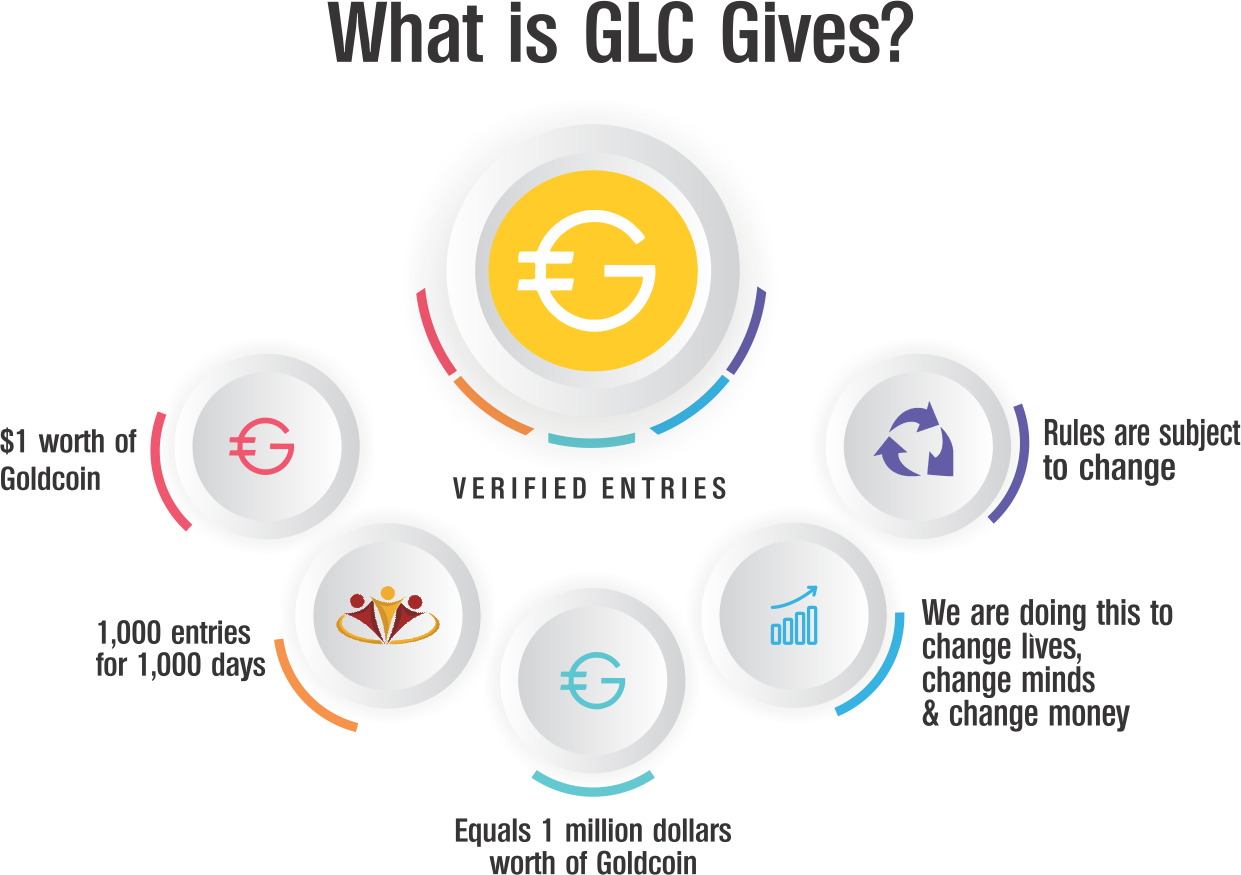 What is GLC Gives?
VERIFIED ENTRIES
$1 worth of
Goldcoin
1,000 entries
for 1,000 days
Equals 1 million dollars
worth of Goldcoin
We are doing this to
change lives,
change minds
& change money
Rules are subject
to change